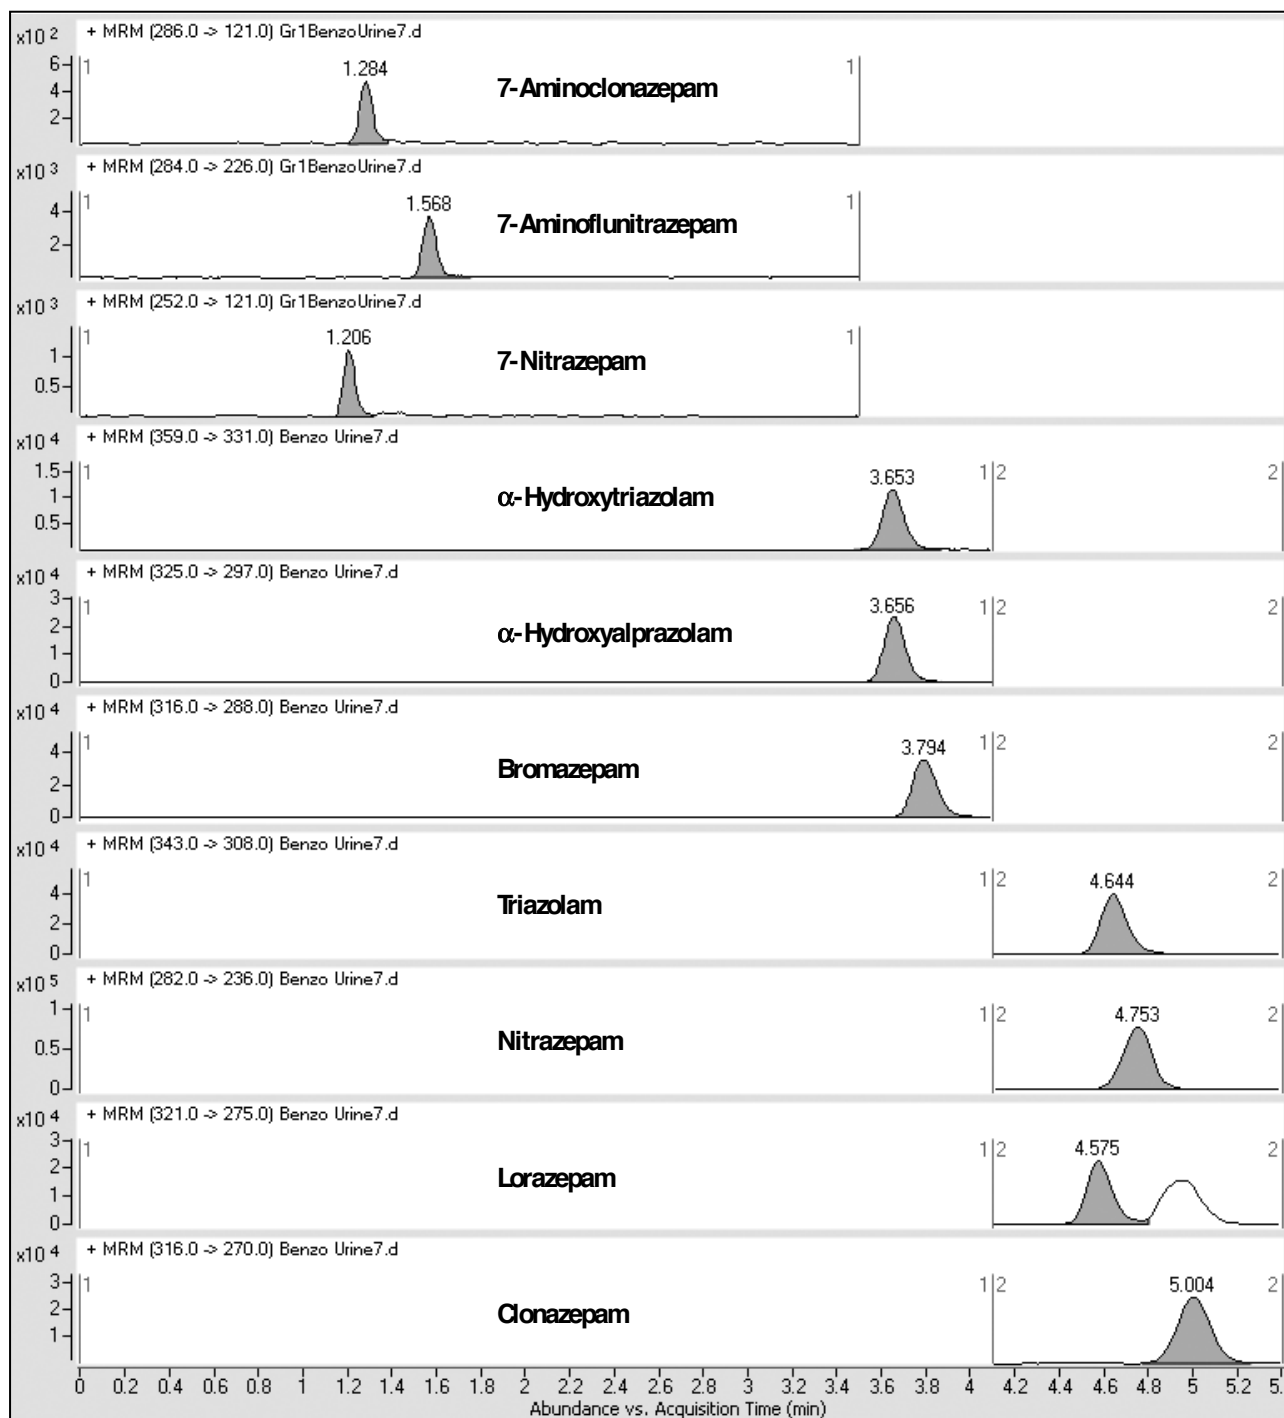 x10 2 + MRM (286.0 -> 121.0) Gr1BenzoUrine7.d
6 1 1.284 7-Aminoclonazepam 1
4
2
x10 3 + MRM (284.0 -> 226.0) Gr1BenzoUrine7.d
4 1 1.568 7-Aminoflunitrazepam 1
2
x10 3 + MRM (252.0 -> 121.0) Gr1BenzoUrine7.d
1 1.206 7-Nitrazepam 1
1
0.5
x10 4 + MRM (359.0 -> 331.0) Benzo Urine7.d
1.5 1 3.653 1 2 2
1 α-Hydroxytriazolam
0.5
x10 4 + MRM (325.0 -> 297.0) Benzo Urine7.d
3 1 3.656 1 2 2
2 α-Hydroxyalprazolam
1
0
x10 4 + MRM (316.0 -> 288.0) Benzo Urine7.d
1 3.794 1 2 2
4 Bromazepam
2
0
x10 4 + MRM (343.0 -> 308.0) Benzo Urine7.d
1 1 2 4.644 2
4 Triazolam
2
0
x10 5 + MRM (282.0 -> 236.0) Benzo Urine7.d
1 1 1 2 4.753 2
0.5 Nitrazepam
0
x10 4 + MRM (321.0 -> 275.0) Benzo Urine7.d
3 1 1 2 4.575 2
2 Lorazepam
1
0
x10 4 + MRM (316.0 -> 270.0) Benzo Urine7.d
3 1 1 2 5.004 2
2 Clonazepam
1
0 0.2 0.4 0.6 0.8 1 1.2 1.4 1.6 1.8 2 2.2 2.4 2.6 2.8 3 3.2 3.4 3.6 3.8 4 4.2 4.4 4.6 4.8 5 5.
Abundance vs. Acquisition Time (min)